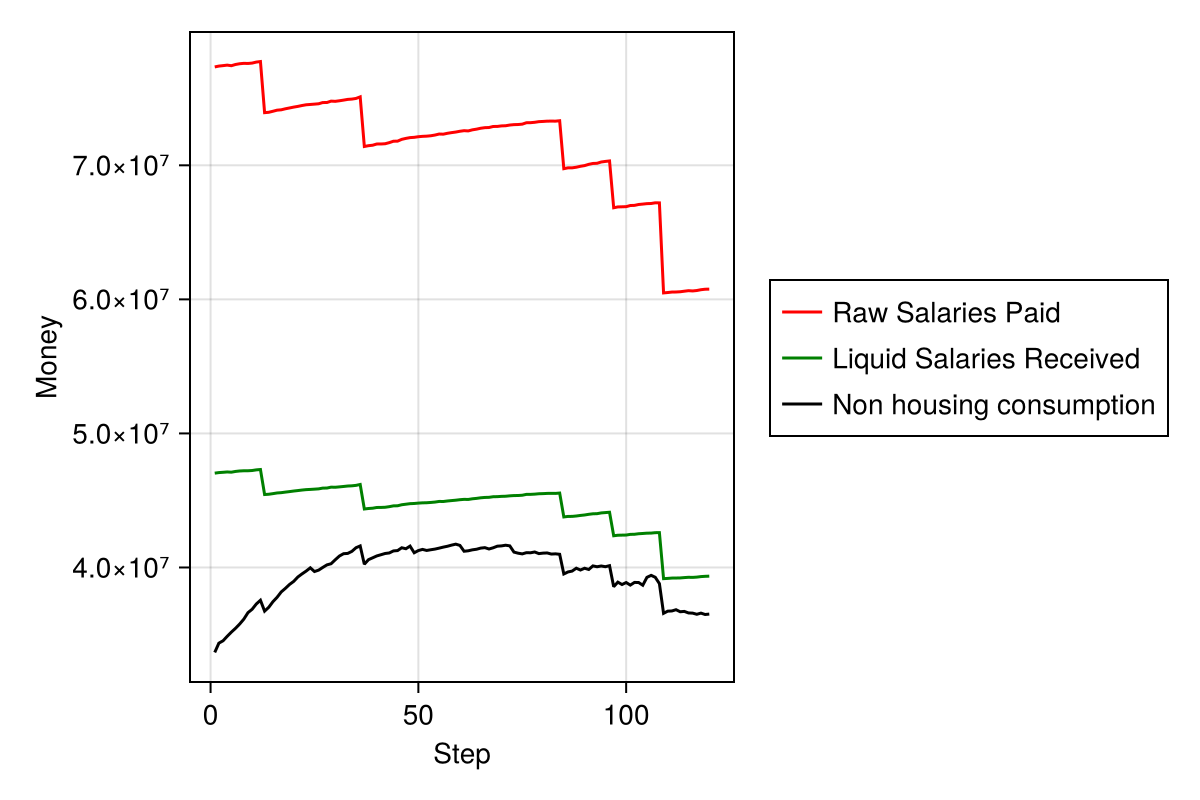 7.0×10⁷
6.0×10⁷
5.0×10⁷
4.0×10⁷
Money
0 50 100
Step
Raw Salaries Paid
Liquid Salaries Received
Non housing consumption